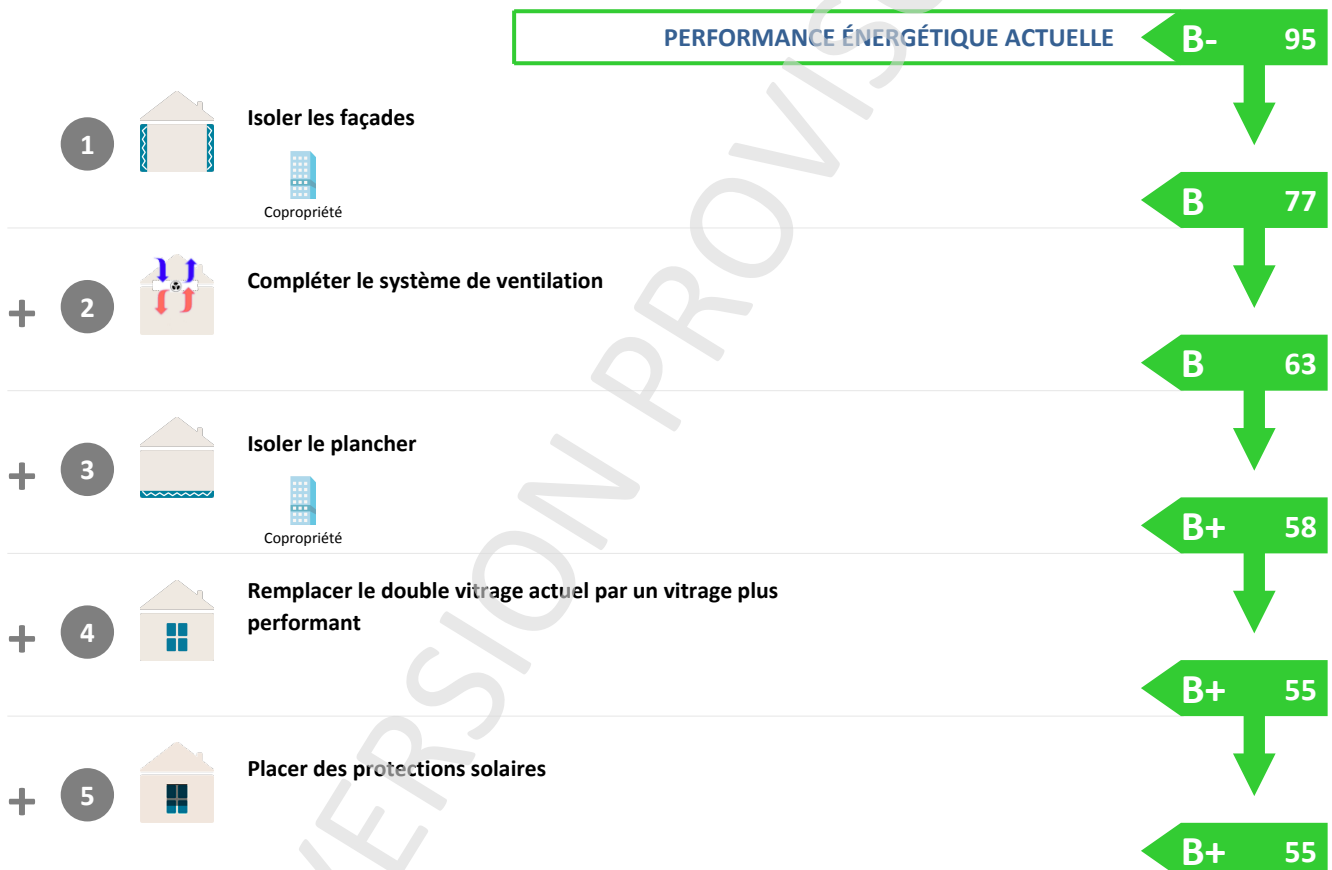 PERFORMANCE ÉNERGÉTIQUE ACTUELLE B- 95
1 Isoler les façades
Copropriété
B 77
+ 2 Compléter le système de ventilation
B 63
+ 3 Isoler le plancher
Copropriété
B+ 58
+ 4 Remplacer le double vitrage actuel par un vitrage plus
performant
B+ 55
+ 5 Placer des protections solaires
B+ 55
VERSION PROVISO